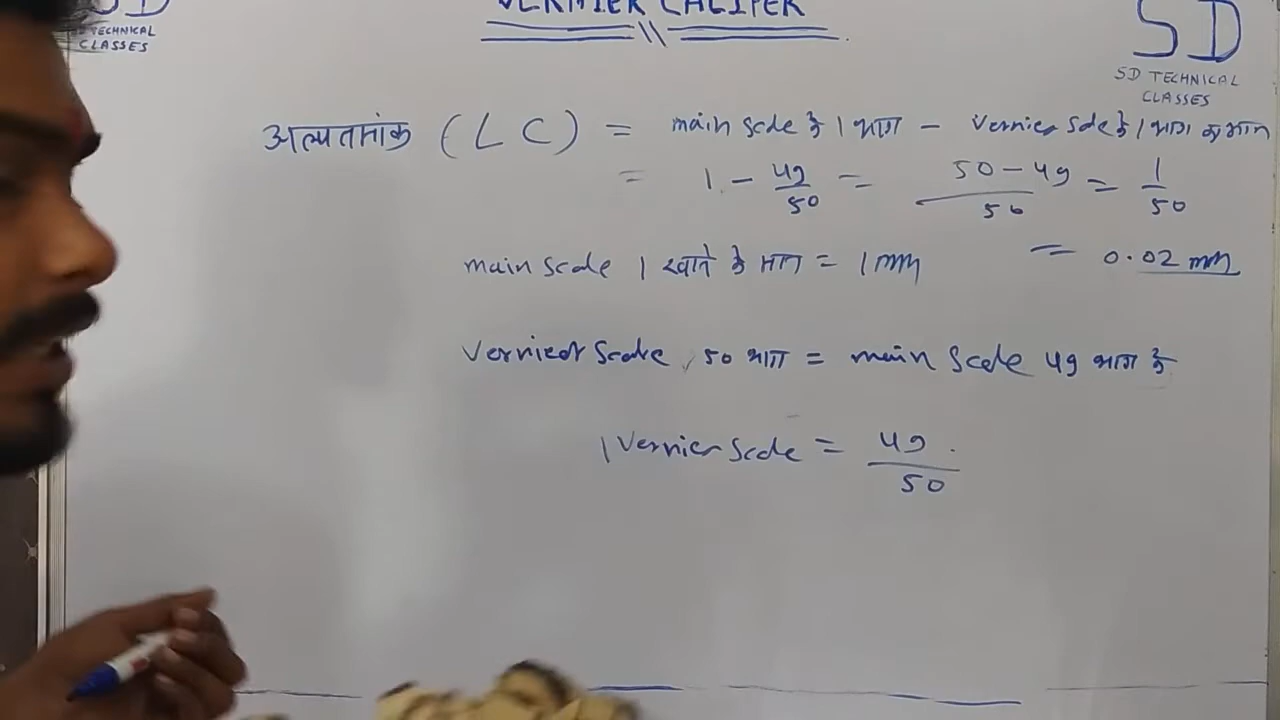 VERNIER CALIPER
SD
TECHNICAL
CLASSES
SD
SD TECHNICAL
CLASSES
अल्पतमांक (LC) = main scale के 1 भाग - Vernier scale के 1 भाग का मान
= 1 - 49/50 = 50-49/50 = 1/50
main scale 1 खाने के मान = 1 mm
= 0.02 mm
Vernier Scale, 50 भाग = main Scale 49 भाग के
1 Vernier Scale = 49/50